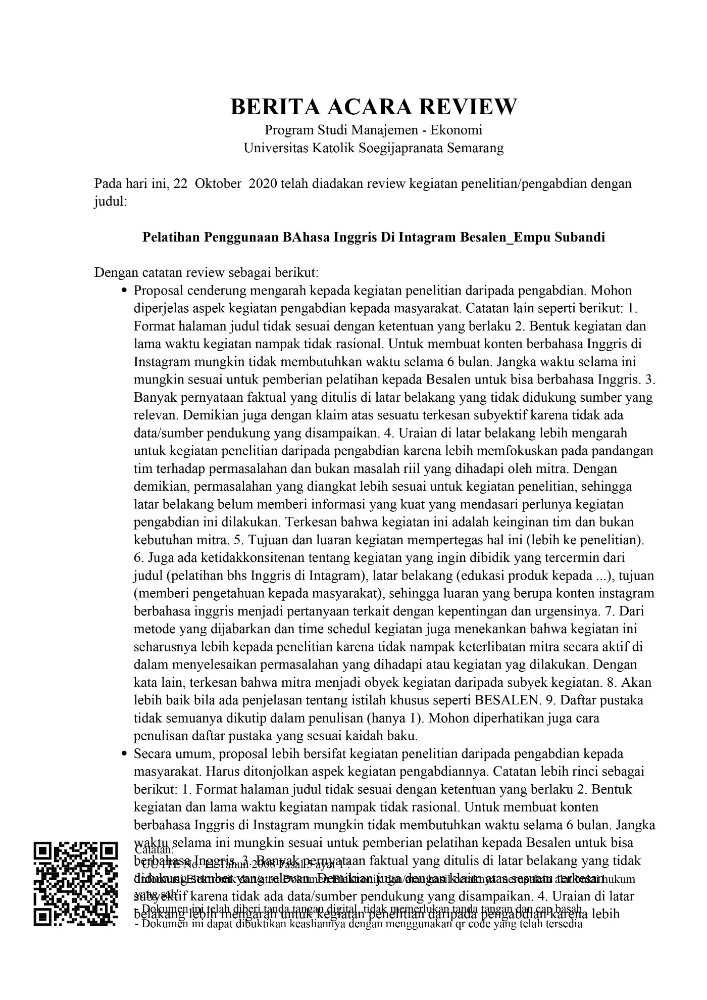 BERITA ACARA REVIEW
Program Studi Manajemen - Ekonomi
Universitas Katolik Soegijapranata Semarang
Pada hari ini, 22 Oktober 2020 telah diadakan review kegiatan penelitian/pengabdian dengan
judul:
Pelatihan Penggunaan BAhasa Inggris Di Intagram Besalen_Empu Subandi
Dengan catatan review sebagai berikut:
• Proposal cenderung mengarah kepada kegiatan penelitian daripada pengabdian. Mohon
diperjelas aspek kegiatan pengabdian kepada masyarakat. Catatan lain seperti berikut: 1.
Format halaman judul tidak sesuai dengan ketentuan yang berlaku 2. Bentuk kegiatan dan
lama waktu kegiatan nampak tidak rasional. Untuk membuat konten berbahasa Inggris di
Instagram mungkin tidak membutuhkan waktu selama 6 bulan. Jangka waktu selama ini
mungkin sesuai untuk pemberian pelatihan kepada Besalen untuk bisa berbahasa Inggris. 3.
Banyak pernyataan faktual yang ditulis di latar belakang yang tidak didukung sumber yang
relevan. Demikian juga dengan klaim atas sesuatu terkesan subyektif karena tidak ada
data/sumber pendukung yang disampaikan. 4. Uraian di latar belakang lebih mengarah
untuk kegiatan penelitian daripada pengabdian karena lebih memfokuskan pada pandangan
tim terhadap permasalahan dan bukan masalah riil yang dihadapi oleh mitra. Dengan
demikian, permasalahan yang diangkat lebih sesuai untuk kegiatan penelitian, sehingga
latar belakang belum memberi informasi yang kuat yang mendasari perlunya kegiatan
pengabdian ini dilakukan. Terkesan bahwa kegiatan ini adalah keinginan tim dan bukan
kebutuhan mitra. 5. Tujuan dan luaran kegiatan mempertegas hal ini (lebih ke penelitian).
6. Juga ada ketidakkonsitenan tentang kegiatan yang ingin dibidik yang tercermin dari
judul (pelatihan bhs Inggris di Intagram), latar belakang (edukasi produk kepada ...), tujuan
(memberi pengetahuan kepada masyarakat), sehingga luaran yang berupa konten instagram
berbahasa inggris menjadi pertanyaan terkait dengan kepentingan dan urgensinya. 7. Dari
metode yang dijabarkan dan time schedul kegiatan juga menekankan bahwa kegiatan ini
seharusnya lebih kepada penelitian karena tidak nampak keterlibatan mitra secara aktif di
dalam menyelesaikan permasalahan yang dihadapi atau kegiatan yag dilakukan. Dengan
kata lain, terkesan bahwa mitra menjadi obyek kegiatan daripada subyek kegiatan. 8. Akan
lebih baik bila ada penjelasan tentang istilah khusus seperti BESALEN. 9. Daftar pustaka
tidak semuanya dikutip dalam penulisan (hanya 1). Mohon diperhatikan juga cara
penulisan daftar pustaka yang sesuai kaidah baku.
• Secara umum, proposal lebih bersifat kegiatan penelitian daripada pengabdian kepada
masyarakat. Harus ditonjolkan aspek kegiatan pengabdiannya. Catatan lebih rinci sebagai
berikut: 1. Format halaman judul tidak sesuai dengan ketentuan yang berlaku 2. Bentuk
kegiatan dan lama waktu kegiatan nampak tidak rasional. Untuk membuat konten
berbahasa Inggris di Instagram mungkin tidak membutuhkan waktu selama 6 bulan. Jangka
waktu selama ini mungkin sesuai untuk pemberian pelatihan kepada Besalen untuk bisa
Catatan:
berbahasa Inggris. 3. Banyak pernyataan faktual yang ditulis di latar belakang yang tidak
- UU ITE No. 11 Tahun 2008 Pasal 5 ayat 1 :
didukung sumber yang relevan. Demikian juga dengan klaim atas sesuatu terkesan
'Informasi Elektronik dan/atau Dokumen Elektronik dan/atau hasil cetaknya merupakan alat bukti hukum
yang sah'
subyektif karena tidak ada data/sumber pendukung yang disampaikan. 4. Uraian di latar
- Dokumen ini telah diberi tanda tangan digital, tidak memerlukan tanda tangan dan cap basah
belakang lebih mengarah untuk kegiatan penelitian daripada pengabdian karena lebih
- Dokumen ini dapat dibuktikan keasliannya dengan menggunakan qr code yang telah tersedia